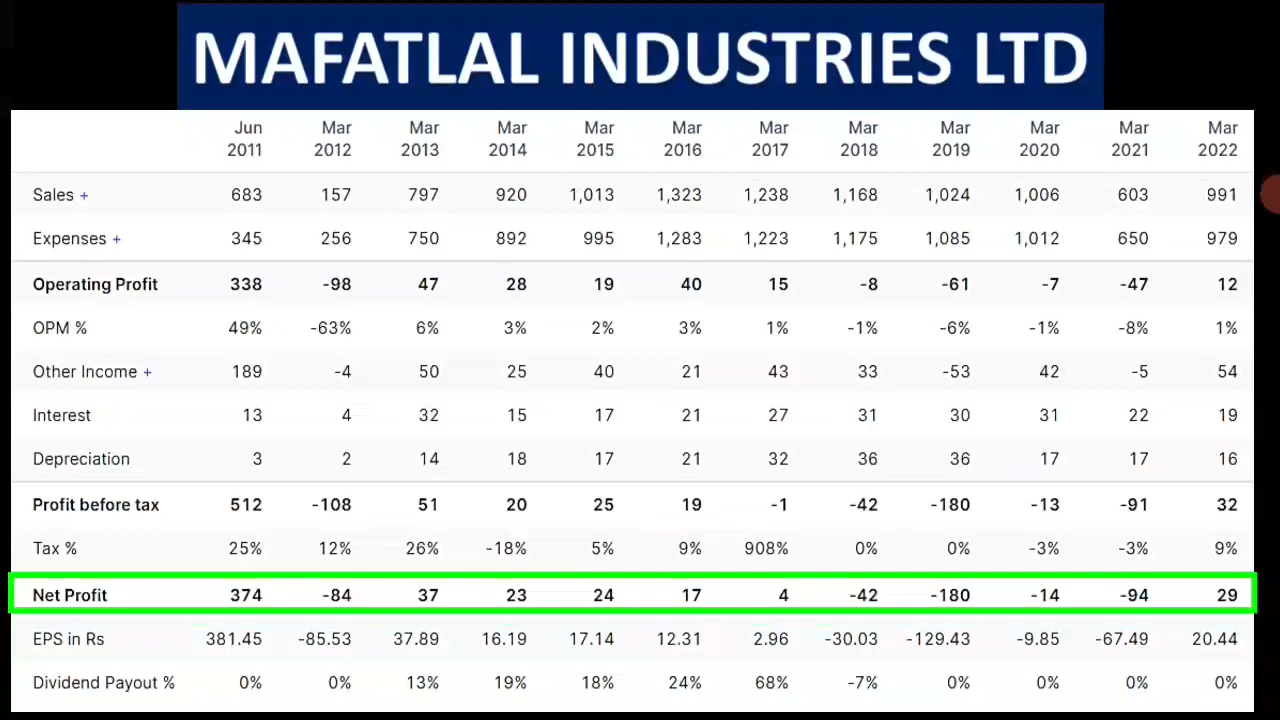 MAFATLAL INDUSTRIES LTD
Jun Mar Mar Mar Mar Mar Mar Mar Mar Mar Mar Mar
2011 2012 2013 2014 2015 2016 2017 2018 2019 2020 2021 2022
Sales + 683 157 797 920 1,013 1,323 1,238 1,168 1,024 1,006 603 991
Expenses + 345 256 750 892 995 1,283 1,223 1,175 1,085 1,012 650 979
Operating Profit 338 -98 47 28 19 40 15 -8 -61 -7 -47 12
OPM % 49% -63% 6% 3% 2% 3% 1% -1% -6% -1% -8% 1%
Other Income + 189 -4 50 25 40 21 43 33 -53 42 -5 54
Interest 13 4 32 15 17 21 27 31 30 31 22 19
Depreciation 3 2 14 18 17 21 32 36 36 17 17 16
Profit before tax 512 -108 51 20 25 19 -1 -42 -180 -13 -91 32
Tax % 25% 12% 26% -18% 5% 9% 908% 0% 0% -3% -3% 9%
Net Profit 374 -84 37 23 24 17 4 -42 -180 -14 -94 29
EPS in Rs 381.45 -85.53 37.89 16.19 17.14 12.31 2.96 -30.03 -129.43 -9.85 -67.49 20.44
Dividend Payout % 0% 0% 13% 19% 18% 24% 68% -7% 0% 0% 0% 0%